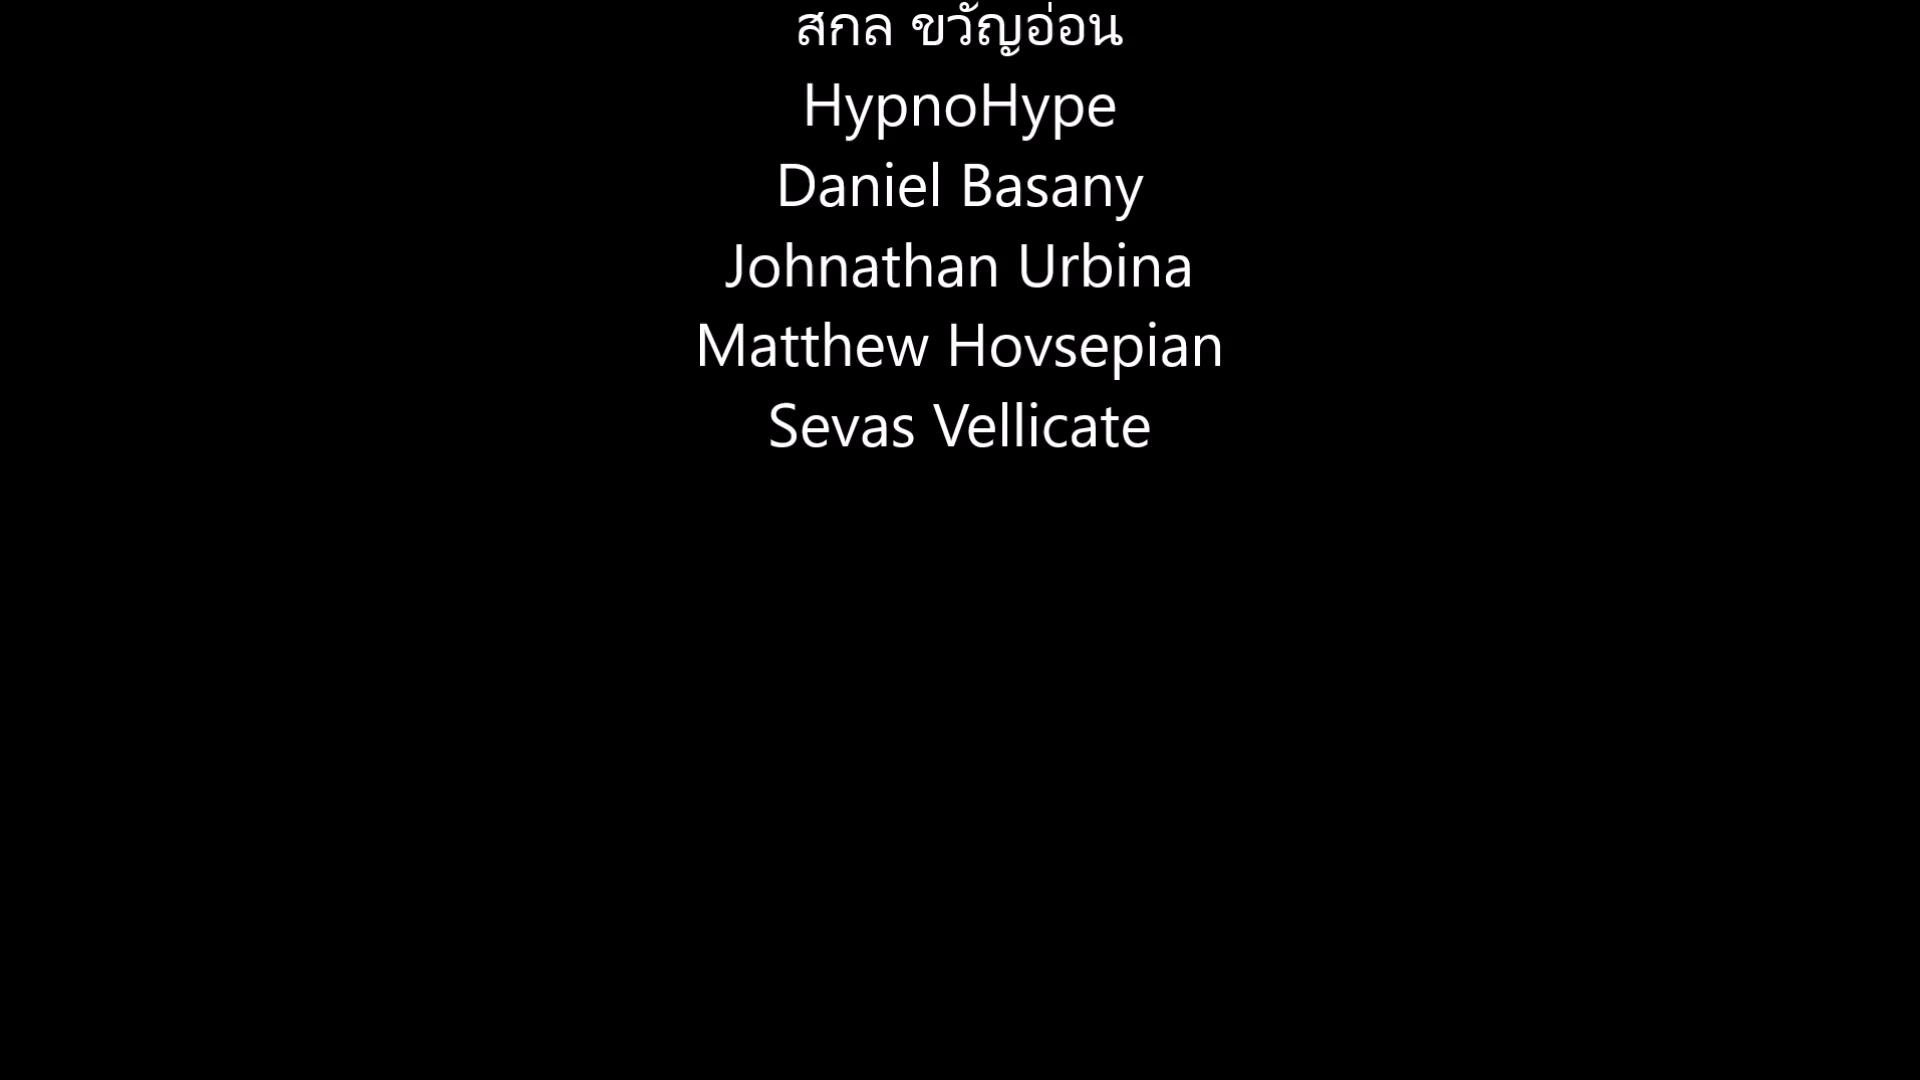 สกล ขวัญอ่อน
HypnoHype
Daniel Basany
Johnathan Urbina
Matthew Hovsepian
Sevas Vellicate